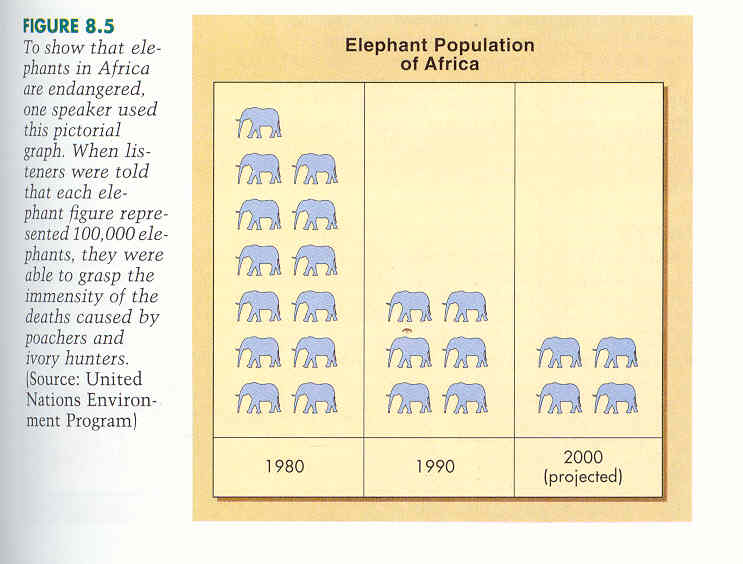 FIGURE 8.5
To show that ele-
phants in Africa
are endangered,
one speaker used
this pictorial
graph. When lis-
teners were told
that each ele-
phant figure repre-
sented 100,000 ele-
phants, they were
able to grasp the
immensity of the
deaths caused by
poachers and
ivory hunters.
(Source: United
Nations Environ-
ment Program)
Elephant Population
of Africa
1980
1990
2000
(projected)